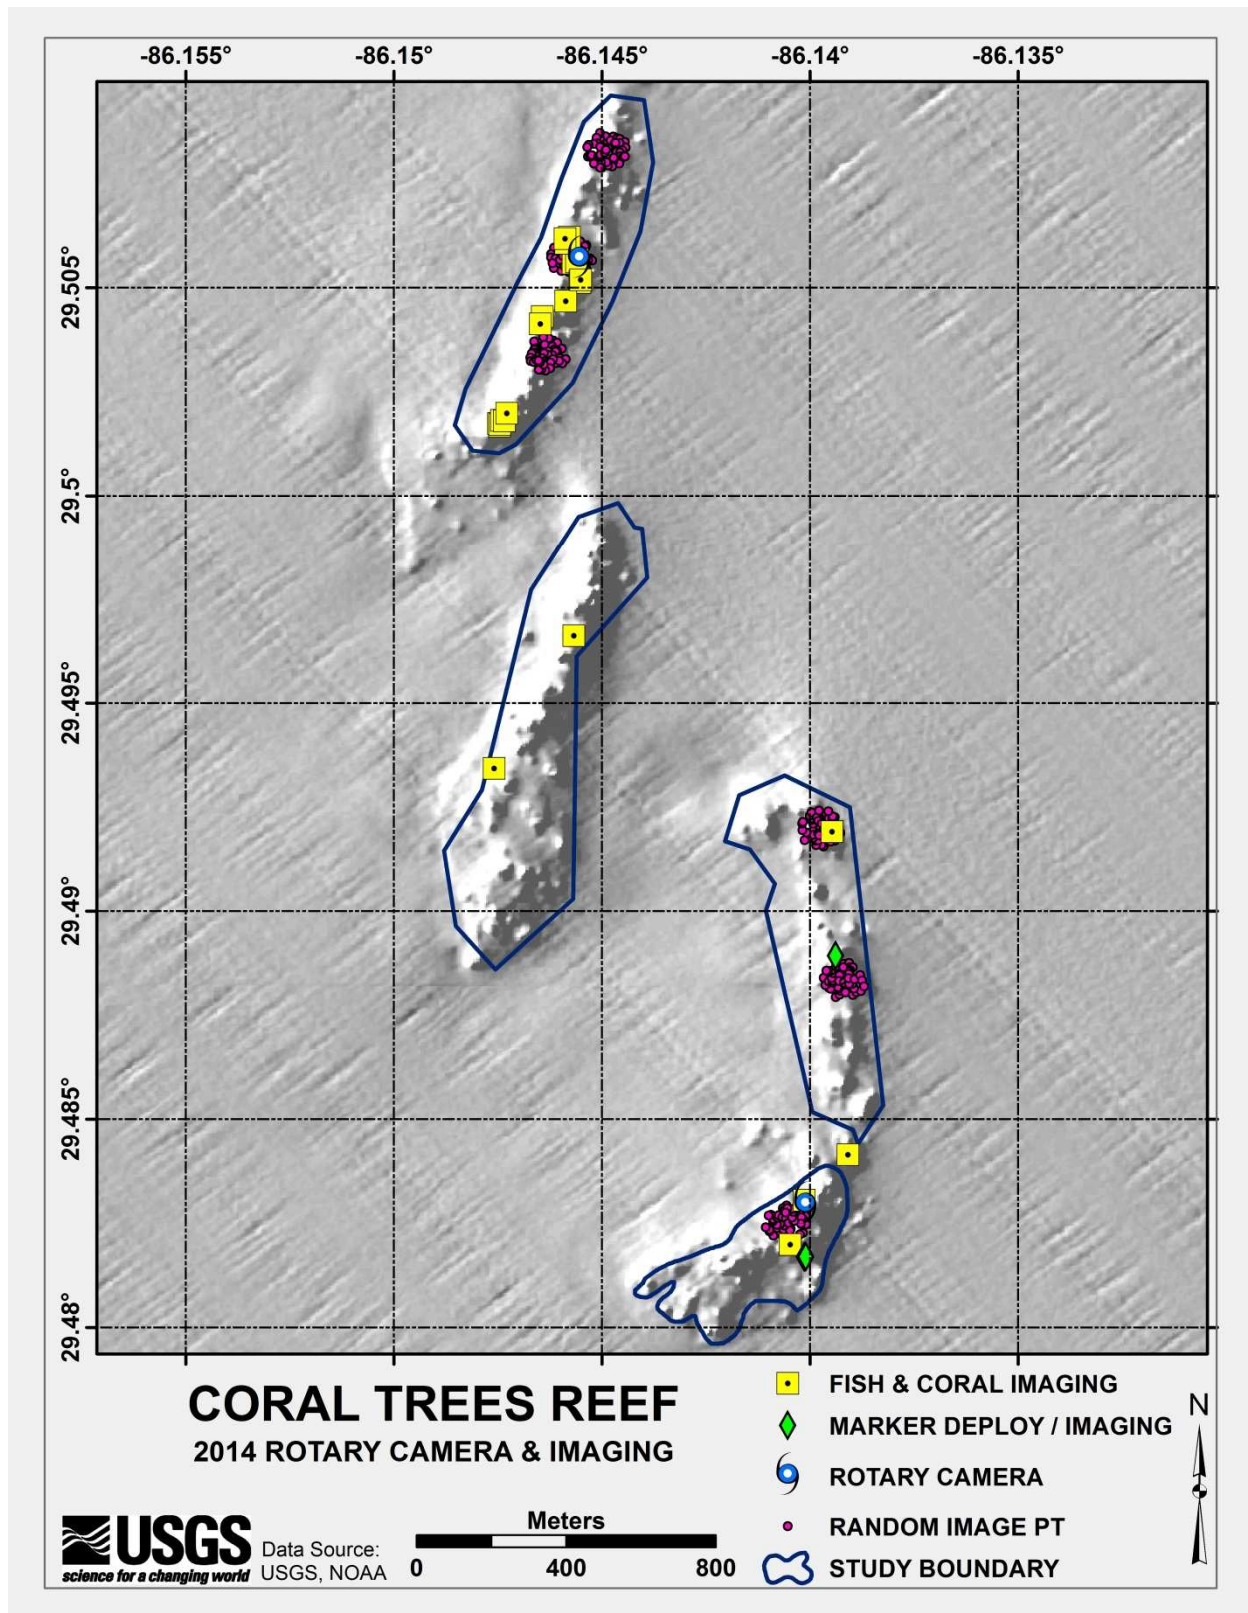 -86.155° -86.15° -86.145° -86.14° -86.135°
29.505°
29.5°
29.495°
29.49°
29.485°
29.48°
CORAL TREES REEF
2014 ROTARY CAMERA & IMAGING
FISH & CORAL IMAGING
MARKER DEPLOY / IMAGING
ROTARY CAMERA
RANDOM IMAGE PT
STUDY BOUNDARY
N
USGS
science for a changing world
Data Source:
USGS, NOAA
Meters
0 400 800